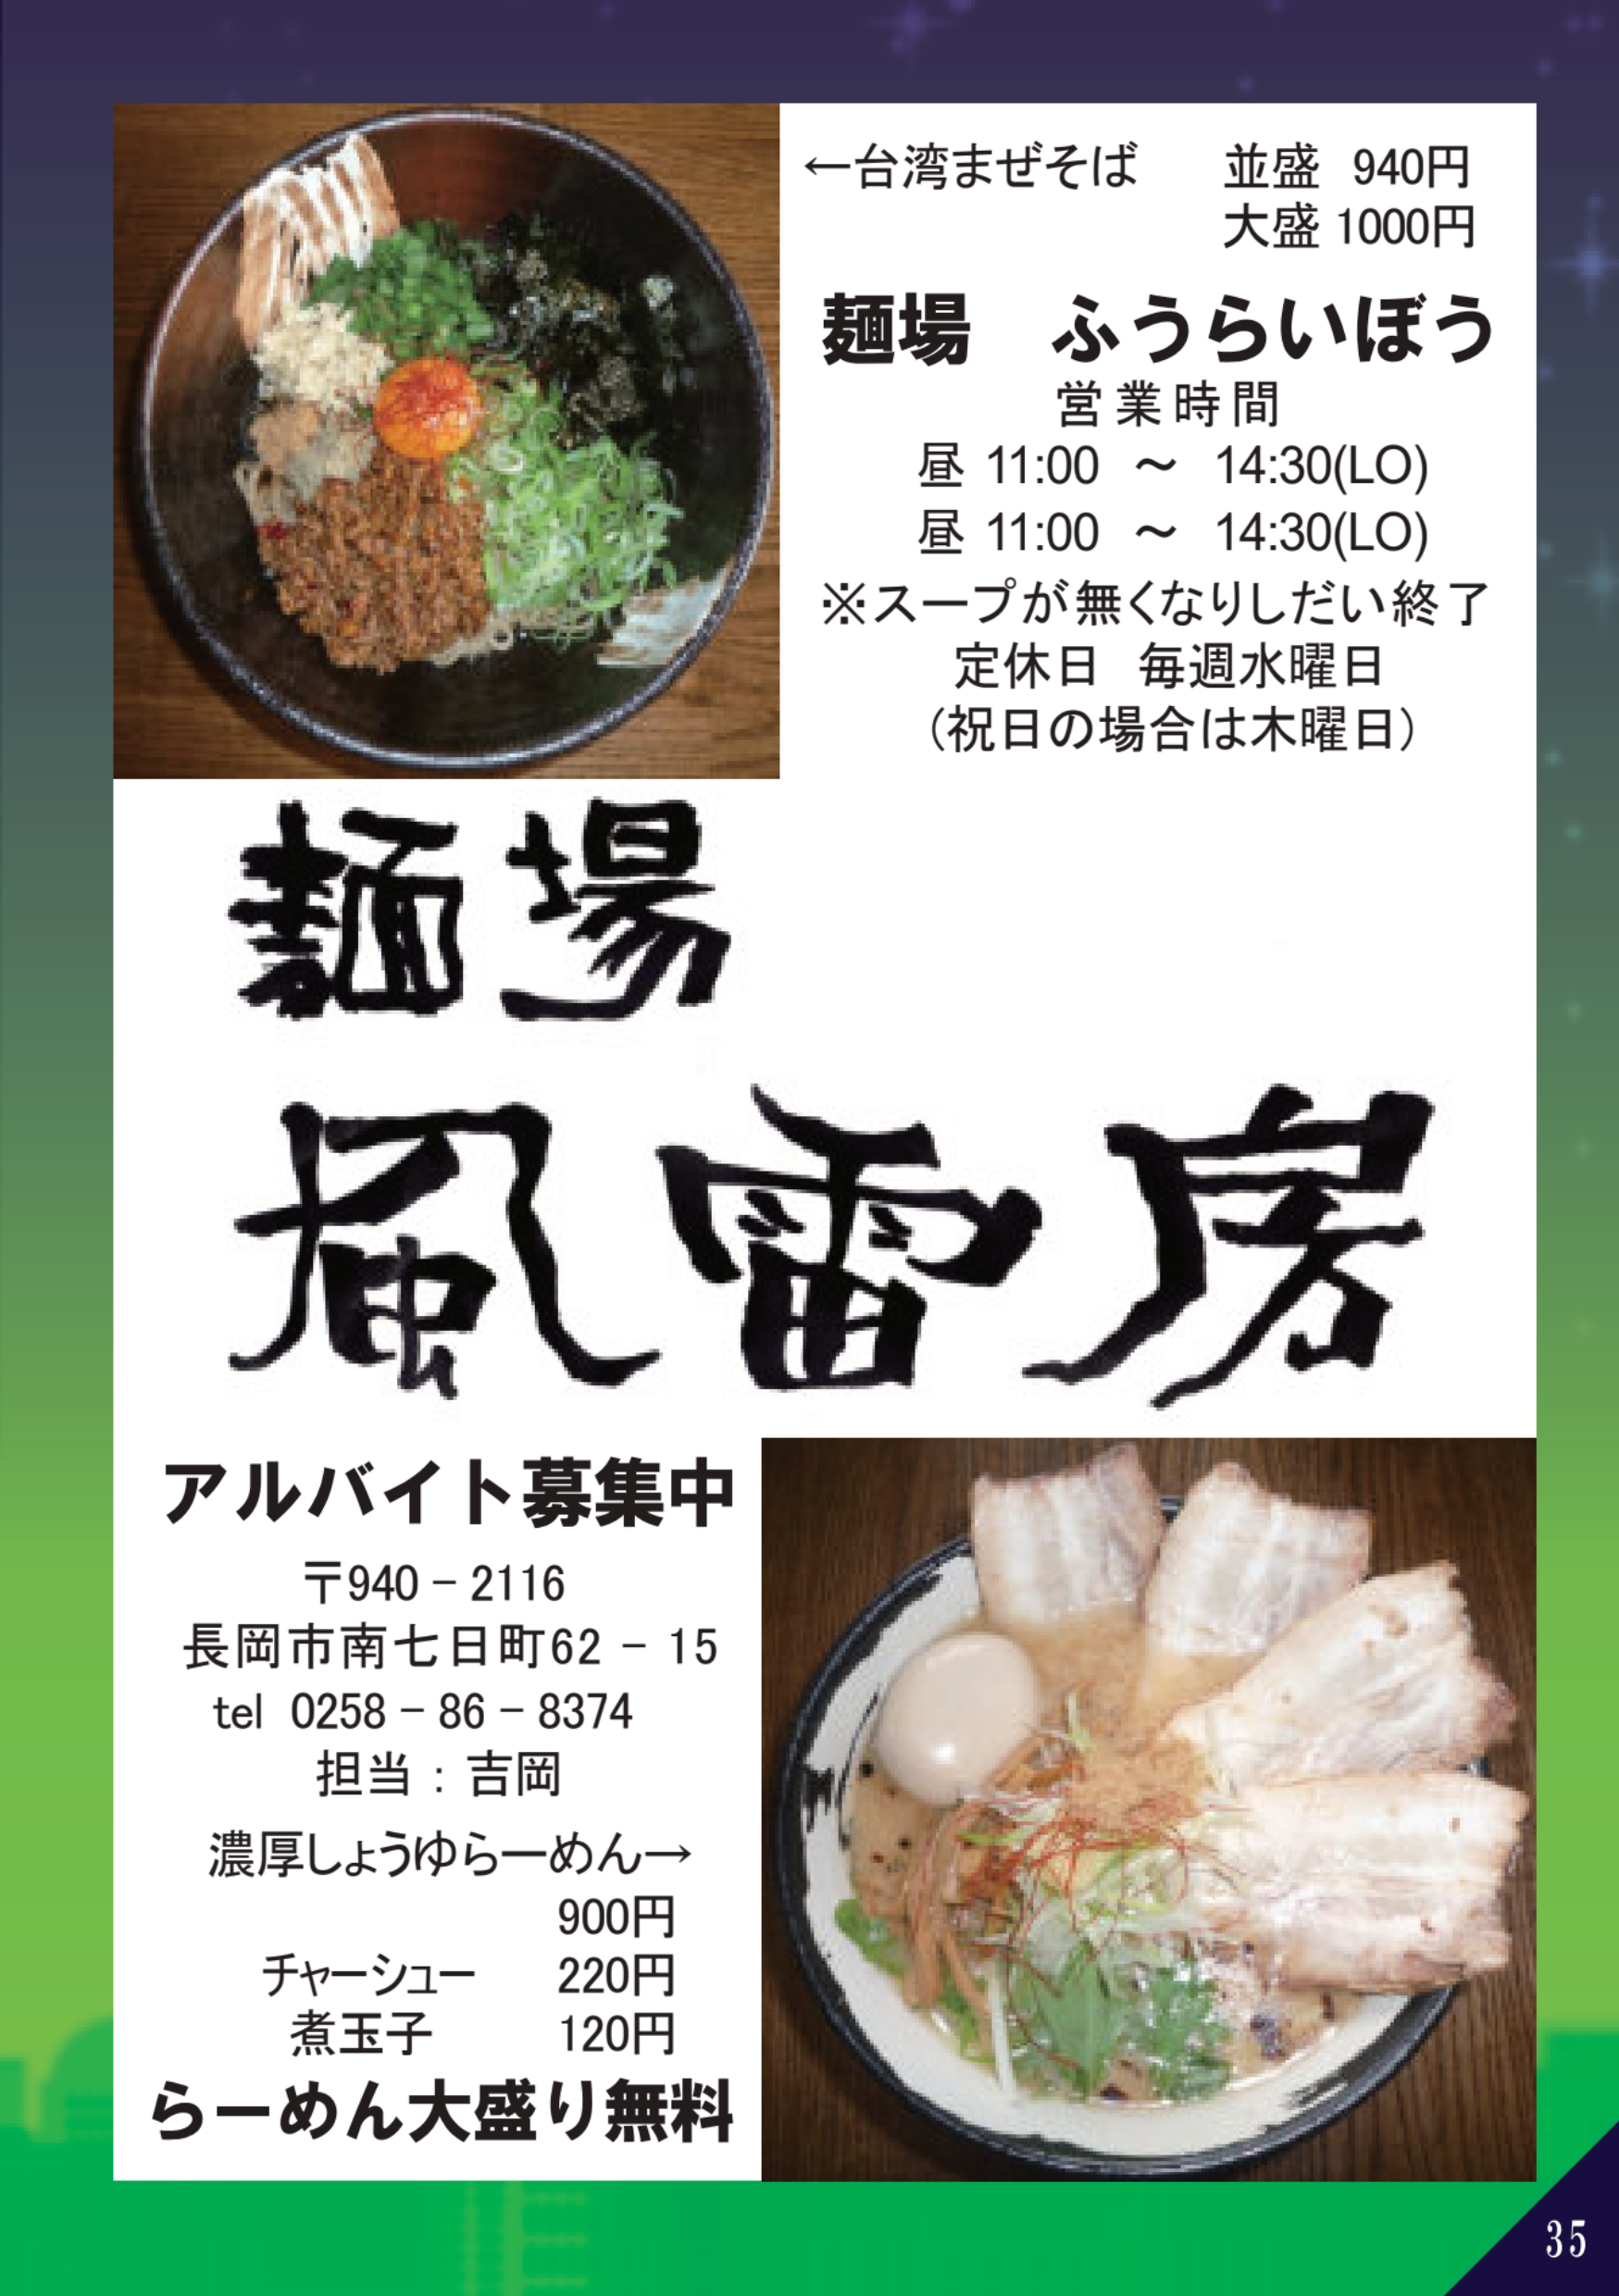 ←台湾まぜそば　並盛 940円
大盛 1000円
麺場　ふうらいぼう
営業時間
昼 11:00 ～ 14:30(LO)
昼 11:00 ～ 14:30(LO)
※スープが無くなりしだい終了
定休日 毎週水曜日
(祝日の場合は木曜日)
麺場
風雷房
アルバイト募集中
〒940－2116
長岡市南七日町62－15
tel 0258－86－8374
担当：吉岡
濃厚しょうゆらーめん→
900円
チャーシュー 220円
煮玉子 120円
らーめん大盛り無料
35